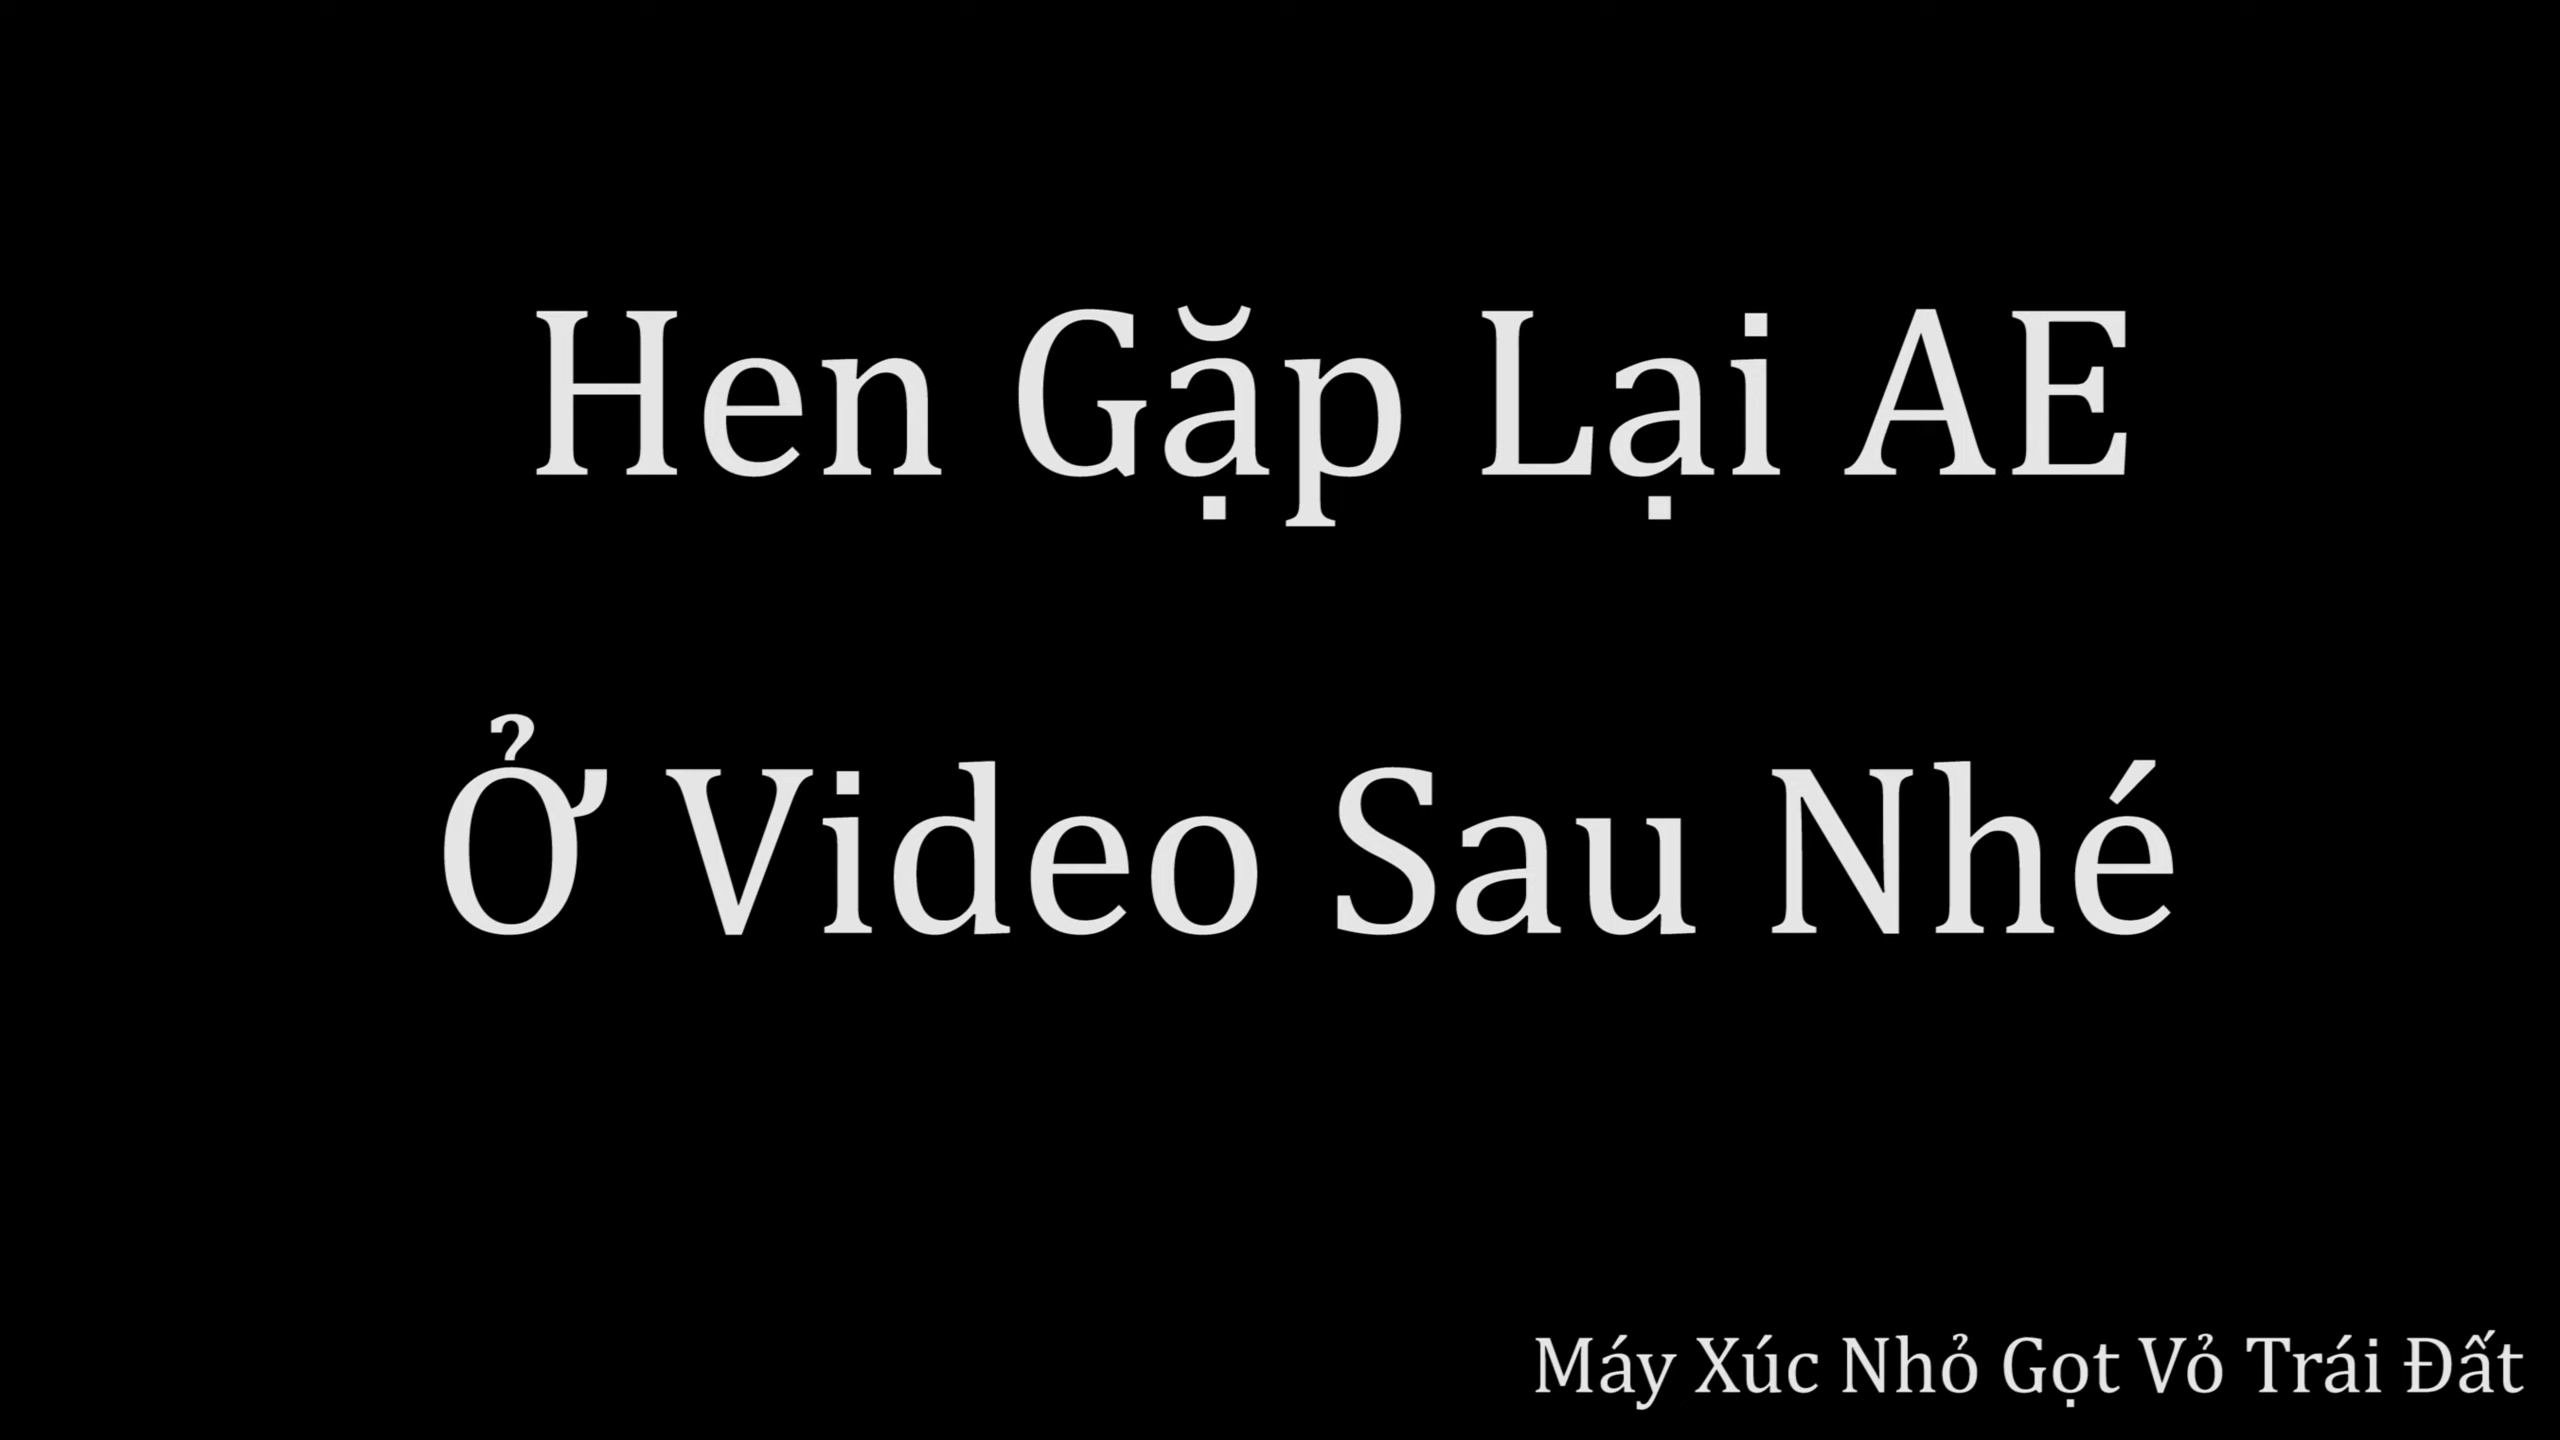 Hen Gặp Lại AE
Ở Video Sau Nhé
Máy Xúc Nhỏ Gọt Vỏ Trái Đất